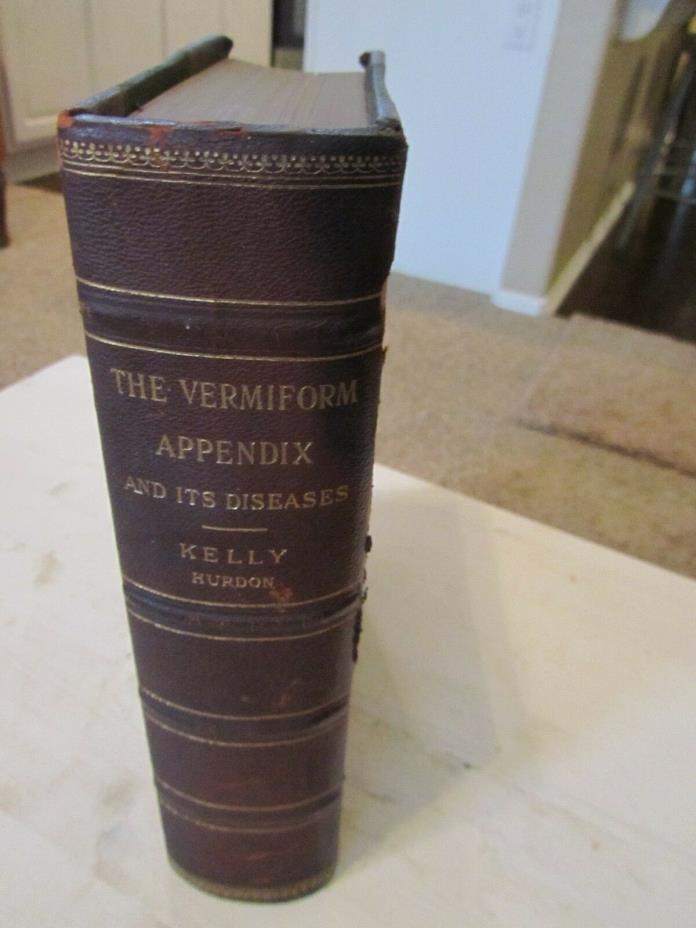 THE VERMIFORM
APPENDIX
AND ITS DISEASES
KELLY
HURDON